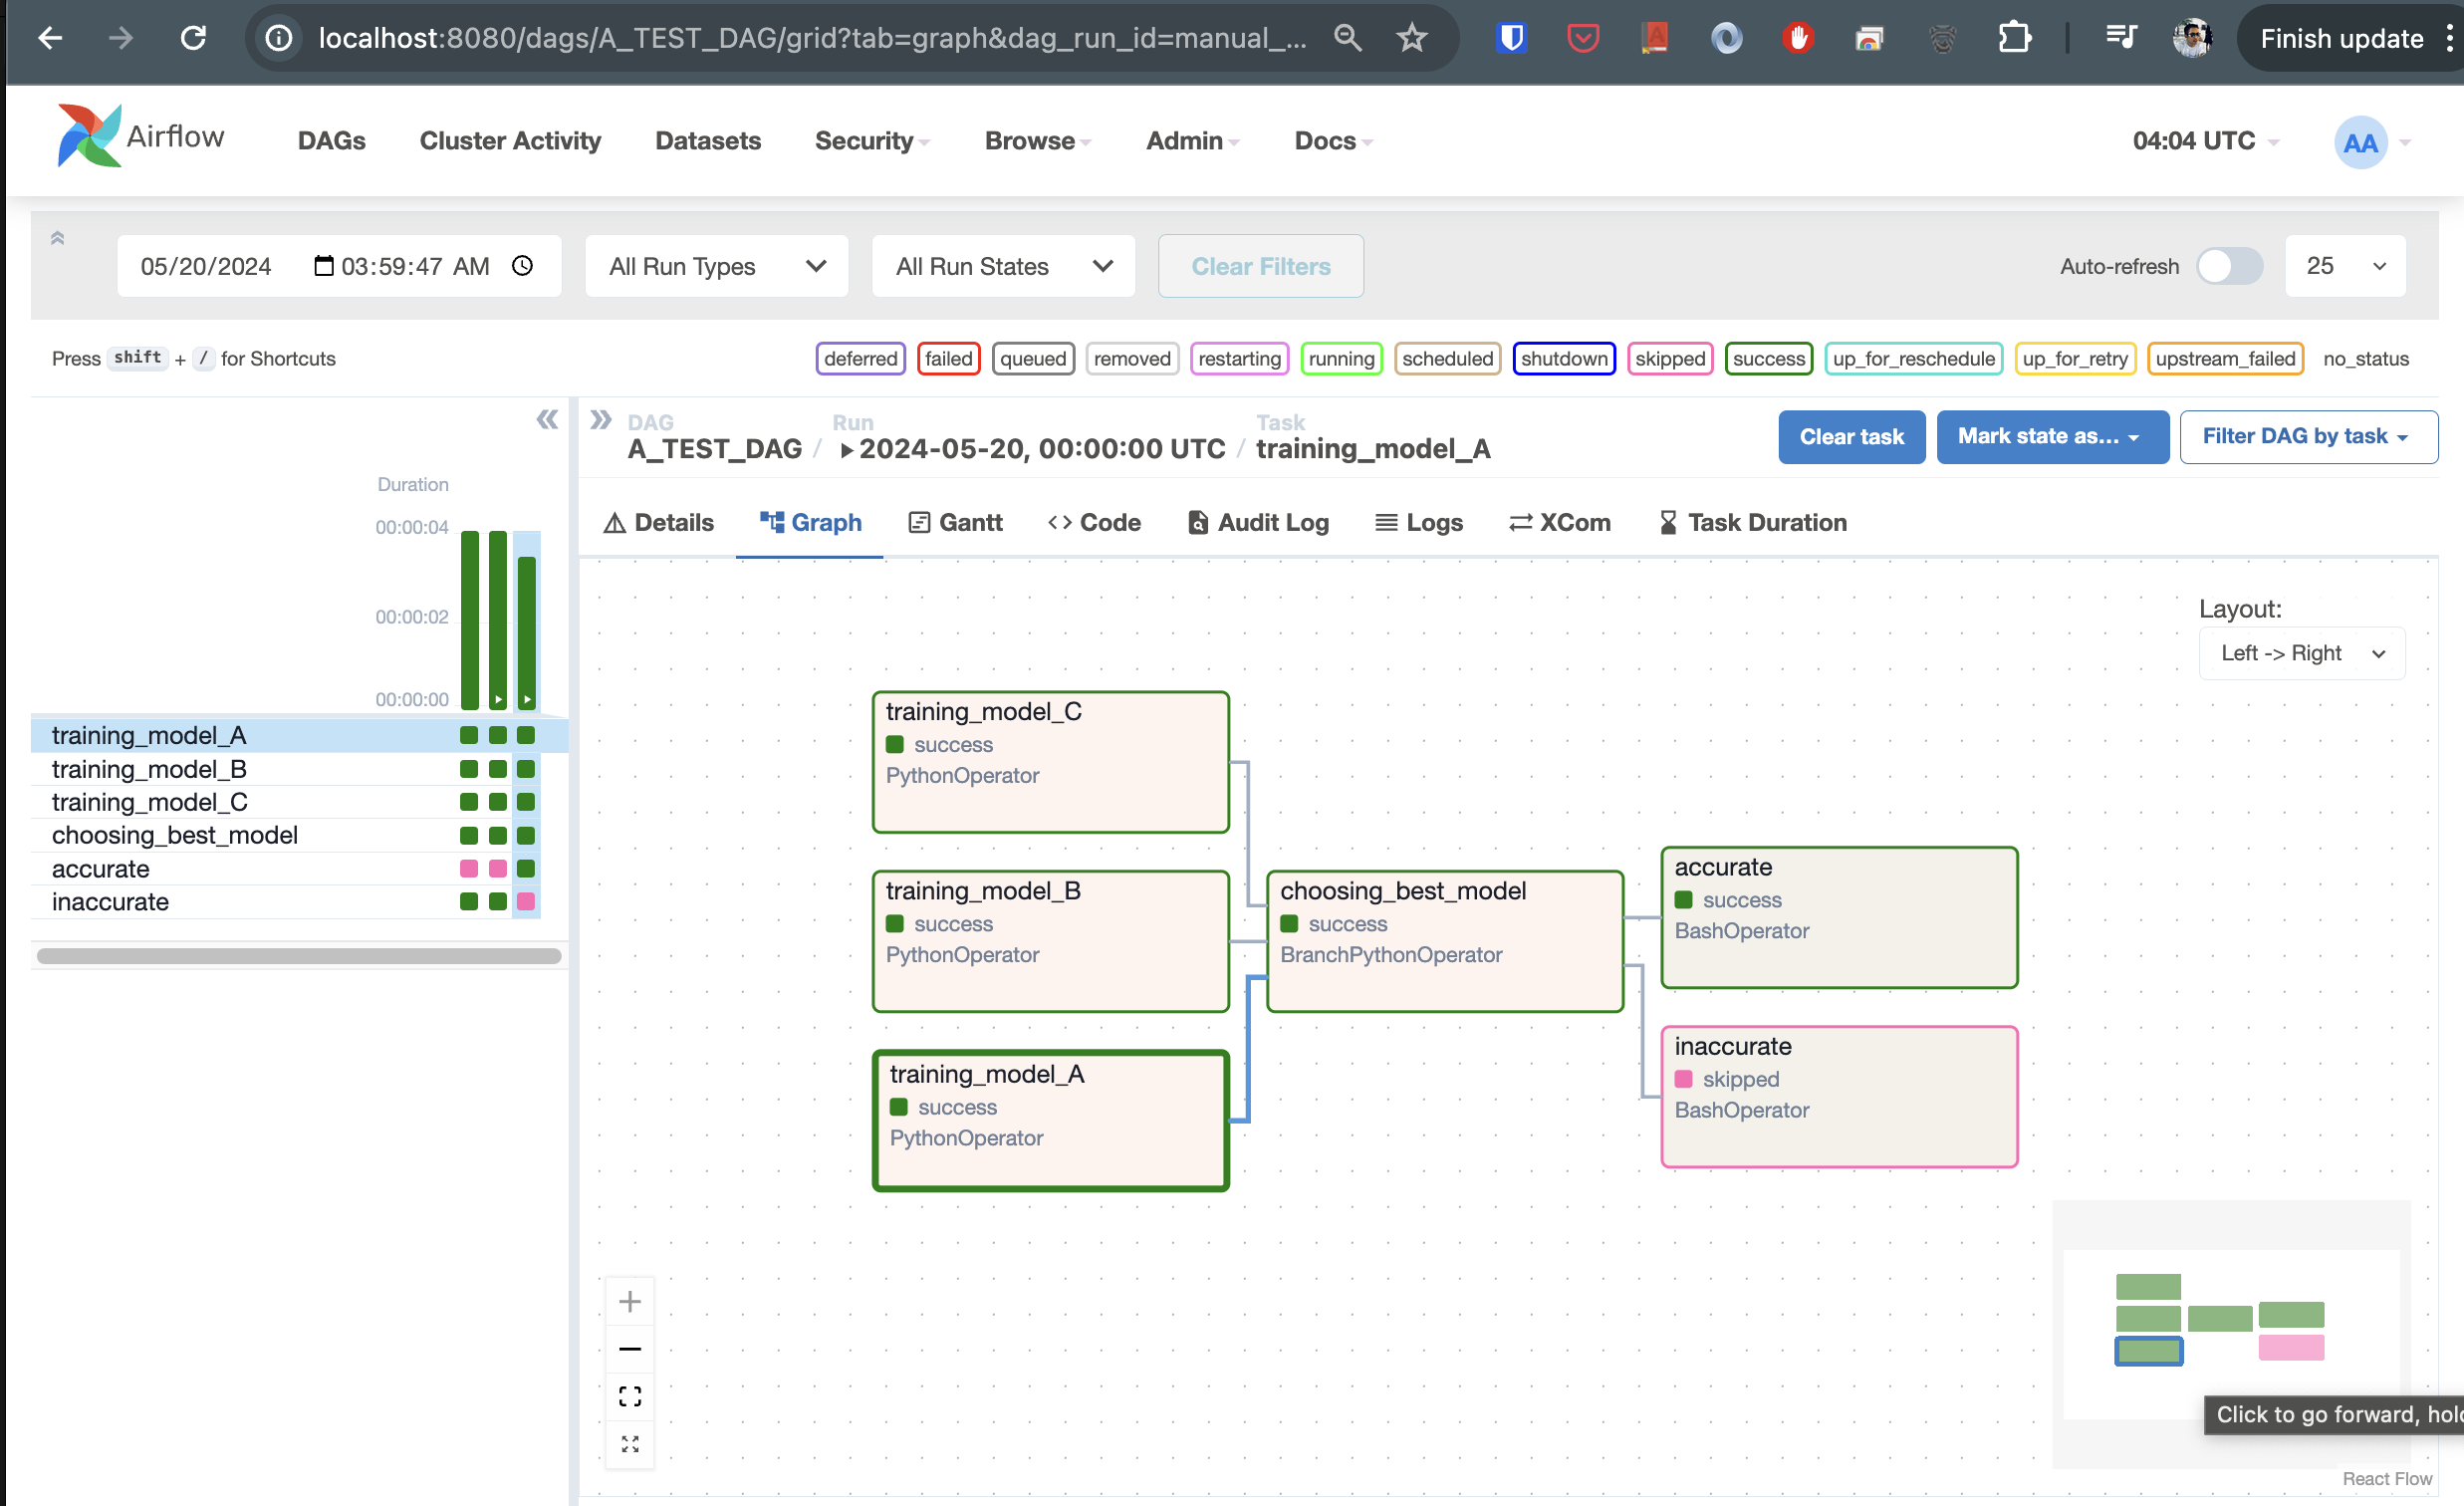 localhost:8080/dags/A_TEST_DAG/grid?tab=graph&dag_run_id=manual_...
Finish update
Airflow
DAGs
Cluster Activity
Datasets
Security
Browse
Admin
Docs
04:04 UTC
AA
05/20/2024 03:59:47 AM
All Run Types
All Run States
Clear Filters
Auto-refresh
25
Press shift + / for Shortcuts
deferred
failed
queued
removed
restarting
running
scheduled
shutdown
skipped
success
up_for_reschedule
up_for_retry
upstream_failed
no_status
DAG
A_TEST_DAG /
Run
2024-05-20, 00:00:00 UTC /
Task
training_model_A
Clear task
Mark state as...
Filter DAG by task
Duration
00:00:04
00:00:02
00:00:00
training_model_A
training_model_B
training_model_C
choosing_best_model
accurate
inaccurate
Details
Graph
Gantt
Code
Audit Log
Logs
XCom
Task Duration
Layout:
Left -> Right
training_model_C
success
PythonOperator
training_model_B
success
PythonOperator
training_model_A
success
PythonOperator
choosing_best_model
success
BranchPythonOperator
accurate
success
BashOperator
inaccurate
skipped
BashOperator
Click to go forward, hol
React Flow